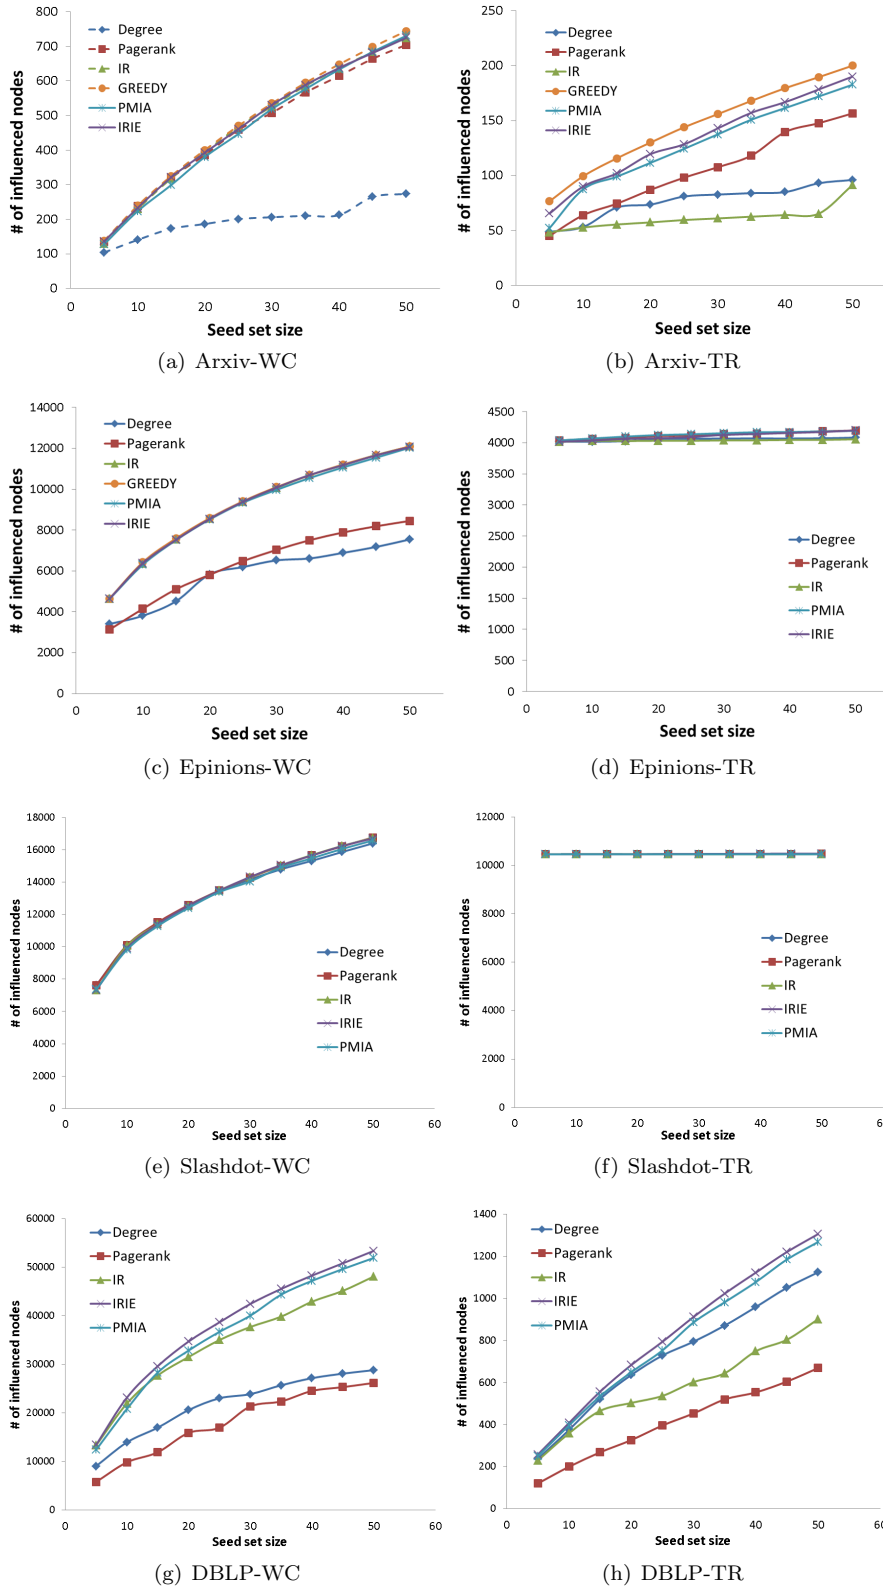 800
700
600
500
400
300
200
100
0
# of influenced nodes
Degree
Pagerank
IR
GREEDY
PMIA
IRIE
0 10 20 30 40 50
Seed set size
(a) Arxiv-WC
250
200
150
100
50
0
# of influenced nodes
Degree
Pagerank
IR
GREEDY
PMIA
IRIE
0 10 20 30 40 50
Seed set size
(b) Arxiv-TR
14000
12000
10000
8000
6000
4000
2000
0
# of influenced nodes
Degree
Pagerank
IR
GREEDY
PMIA
IRIE
0 10 20 30 40 50
Seed set size
(c) Epinions-WC
4500
4000
3500
3000
2500
2000
1500
1000
500
0
# of influenced nodes
Degree
Pagerank
IR
PMIA
IRIE
0 10 20 30 40 50
Seed set size
(d) Epinions-TR
18000
16000
14000
12000
10000
8000
6000
4000
2000
0
# of influenced nodes
Degree
Pagerank
IR
IRIE
PMIA
0 10 20 30 40 50 60
Seed set size
(e) Slashdot-WC
12000
10000
8000
6000
4000
2000
0
# of influenced nodes
Degree
Pagerank
IR
IRIE
PMIA
0 10 20 30 40 50 60
Seed set size
(f) Slashdot-TR
60000
50000
40000
30000
20000
10000
0
# of influenced nodes
Degree
Pagerank
IR
IRIE
PMIA
0 10 20 30 40 50 60
Seed set size
(g) DBLP-WC
1400
1200
1000
800
600
400
200
0
# of influenced nodes
Degree
Pagerank
IR
IRIE
PMIA
0 10 20 30 40 50 60
Seed set size
(h) DBLP-TR